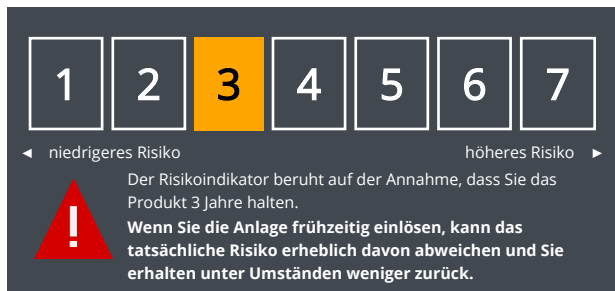 1 2 3 4 5 6 7
◄ niedrigeres Risiko höheres Risiko ►
Der Risikoindikator beruht auf der Annahme, dass Sie das
Produkt 3 Jahre halten.
Wenn Sie die Anlage frühzeitig einlösen, kann das
tatsächliche Risiko erheblich davon abweichen und Sie
erhalten unter Umständen weniger zurück.
!